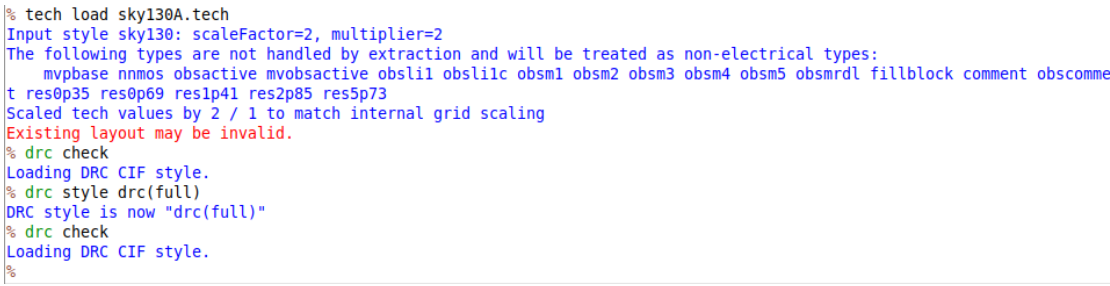 % tech load sky130A.tech
Input style sky130: scaleFactor=2, multiplier=2
The following types are not handled by extraction and will be treated as non-electrical types:
    mvpbase nnmos obsactive mvobsactive obsli1 obsli1c obsm1 obsm2 obsm3 obsm4 obsm5 obsmrdl fillblock comment obscomme
t res0p35 res0p69 res1p41 res2p85 res5p73
Scaled tech values by 2 / 1 to match internal grid scaling
Existing layout may be invalid.
% drc check
Loading DRC CIF style.
% drc style drc(full)
DRC style is now "drc(full)"
% drc check
Loading DRC CIF style.
%